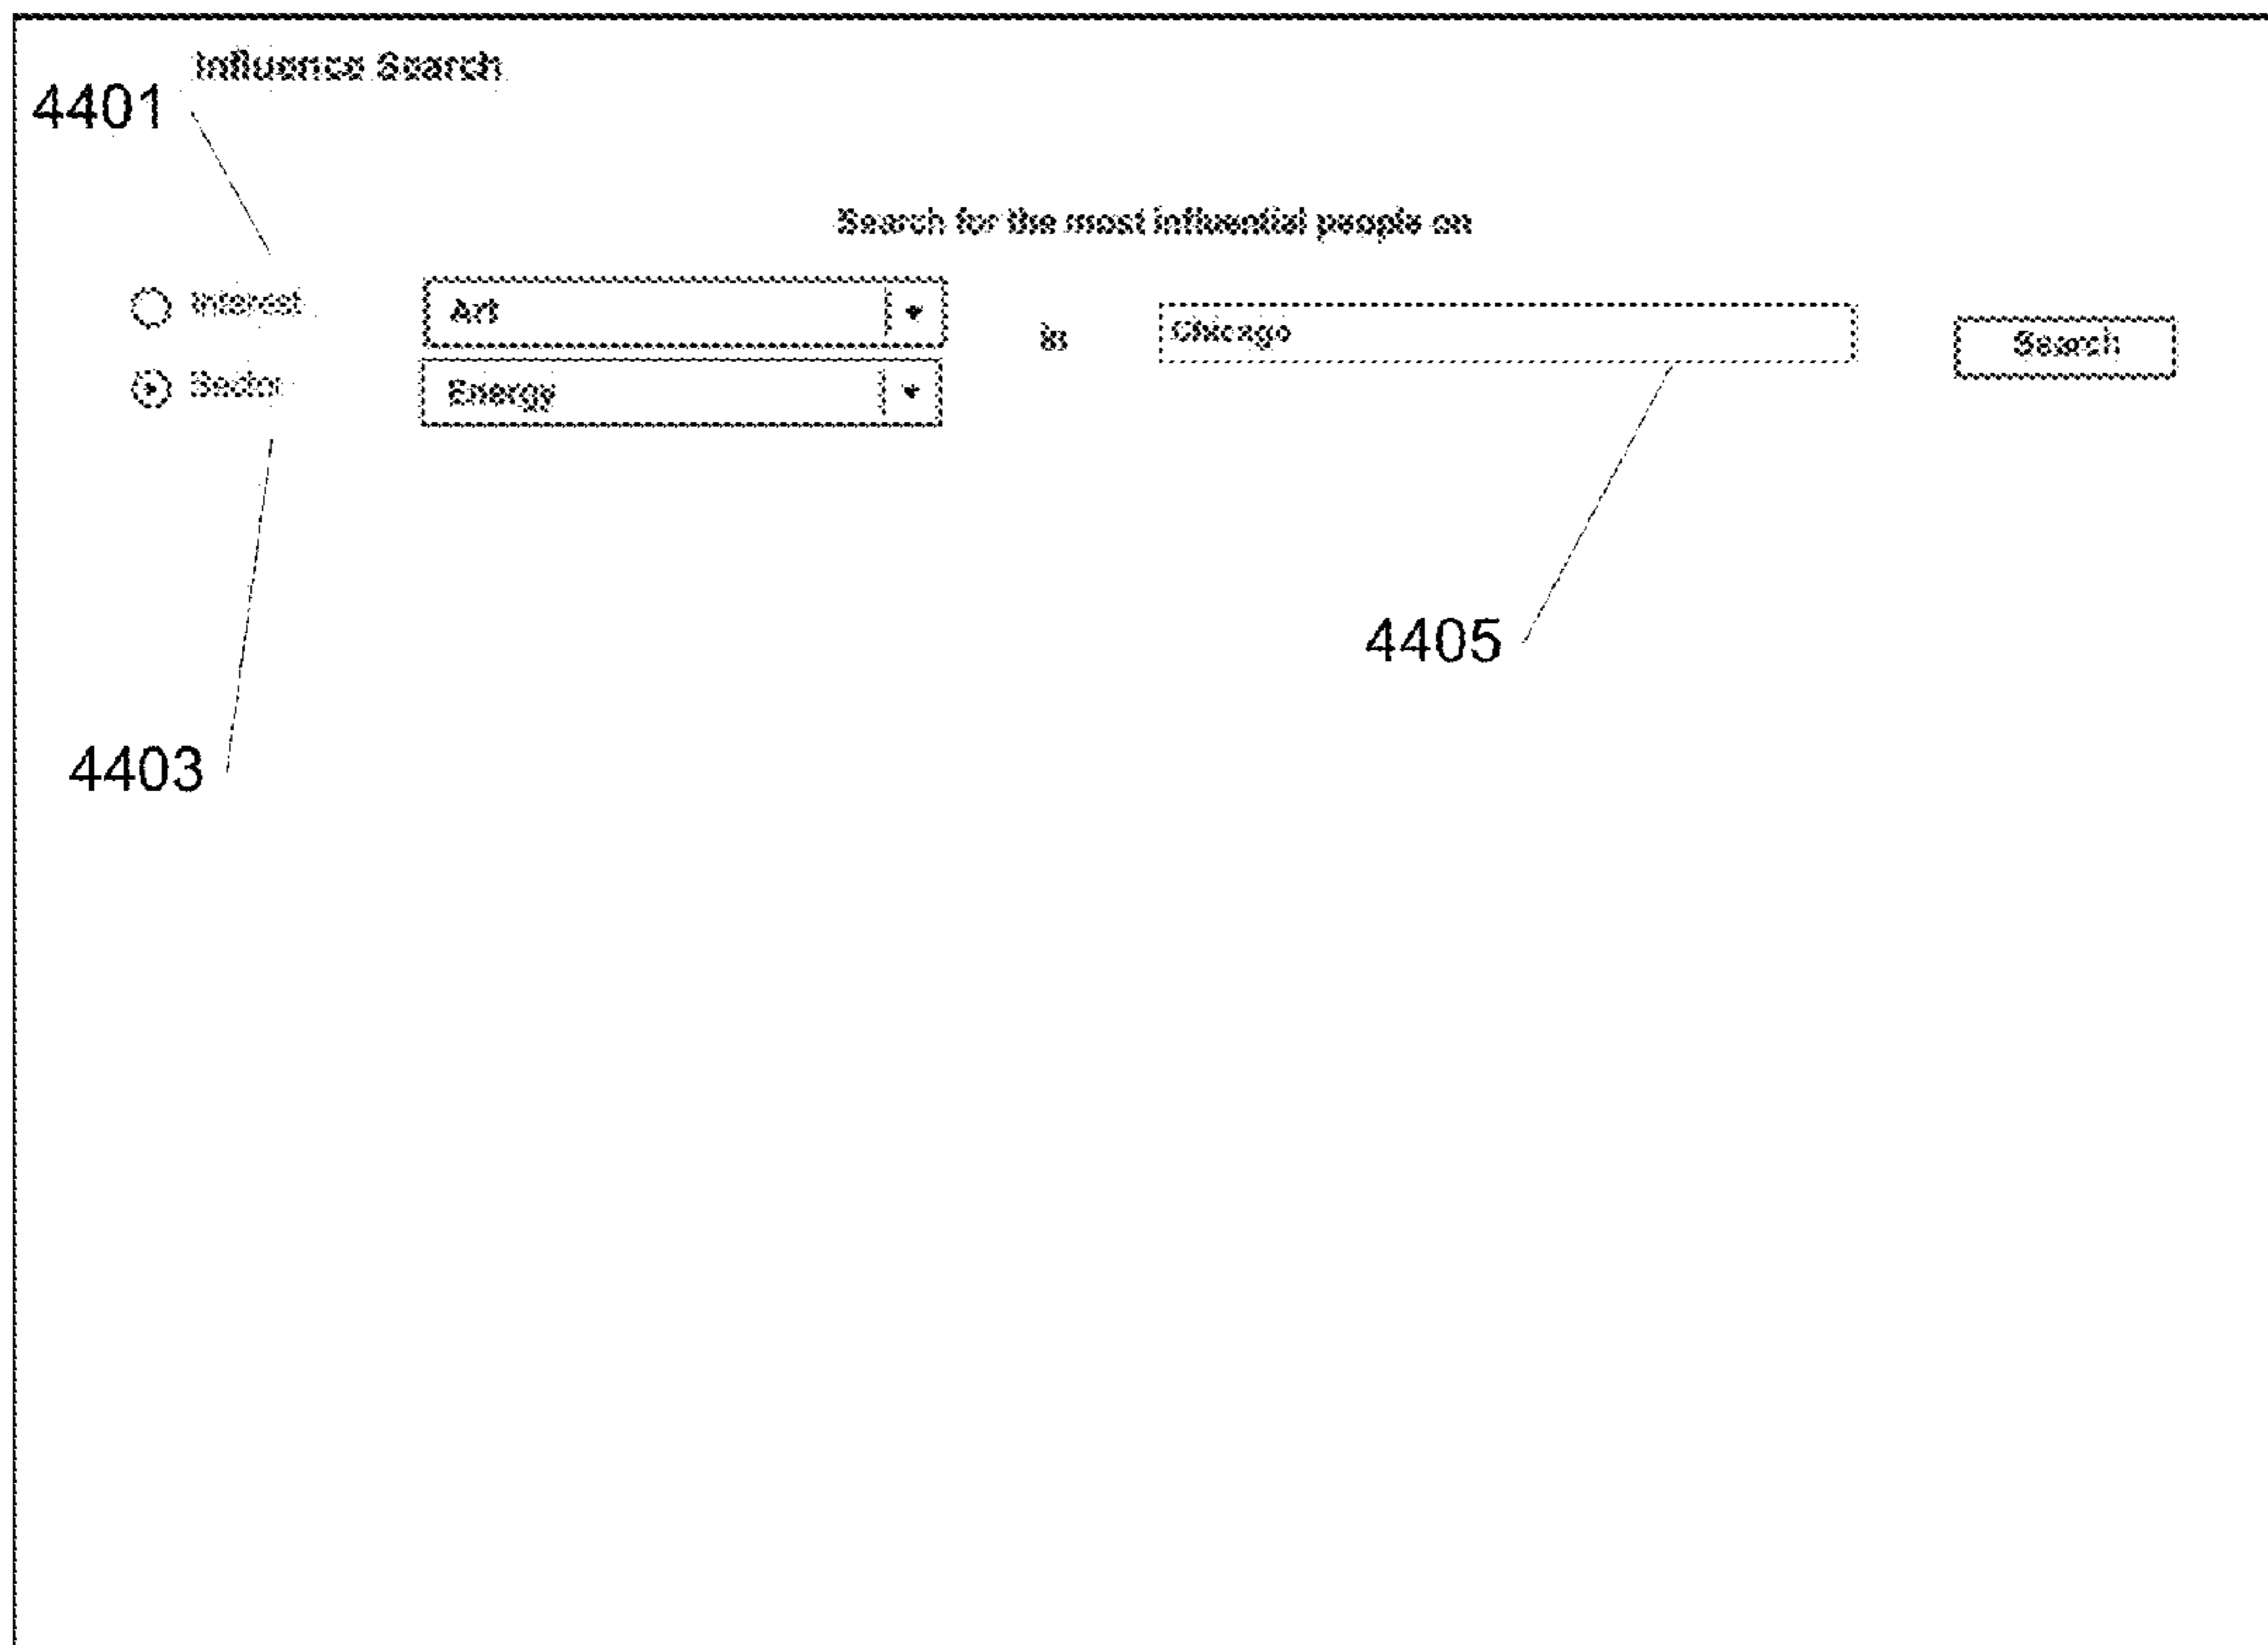 Influence Search
4401
Search for the most influential people on
Interest
Art
in
Chicago
Search
Sector
Energy
4405
4403